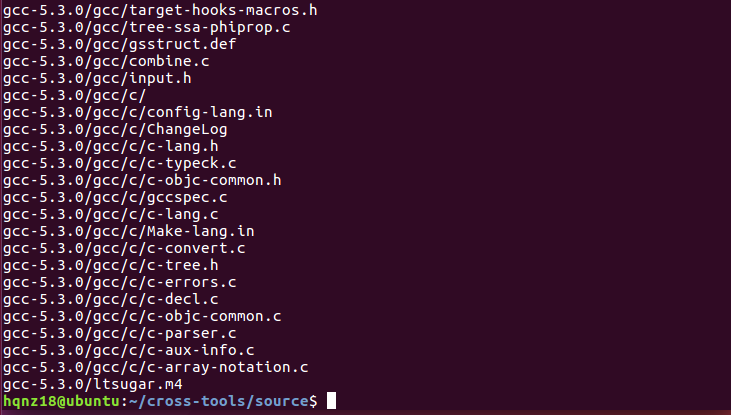 gcc-5.3.0/gcc/target-hooks-macros.h
gcc-5.3.0/gcc/tree-ssa-phiprop.c
gcc-5.3.0/gcc/gsstruct.def
gcc-5.3.0/gcc/combine.c
gcc-5.3.0/gcc/input.h
gcc-5.3.0/gcc/c/
gcc-5.3.0/gcc/c/config-lang.in
gcc-5.3.0/gcc/c/ChangeLog
gcc-5.3.0/gcc/c/c-lang.h
gcc-5.3.0/gcc/c/c-typeck.c
gcc-5.3.0/gcc/c/c-objc-common.h
gcc-5.3.0/gcc/c/gccspec.c
gcc-5.3.0/gcc/c/c-lang.c
gcc-5.3.0/gcc/c/Make-lang.in
gcc-5.3.0/gcc/c/c-convert.c
gcc-5.3.0/gcc/c/c-tree.h
gcc-5.3.0/gcc/c/c-errors.c
gcc-5.3.0/gcc/c/c-decl.c
gcc-5.3.0/gcc/c/c-objc-common.c
gcc-5.3.0/gcc/c/c-parser.c
gcc-5.3.0/gcc/c/c-aux-info.c
gcc-5.3.0/gcc/c/c-array-notation.c
gcc-5.3.0/ltsugar.m4
hqnz18@ubuntu:~/cross-tools/source$